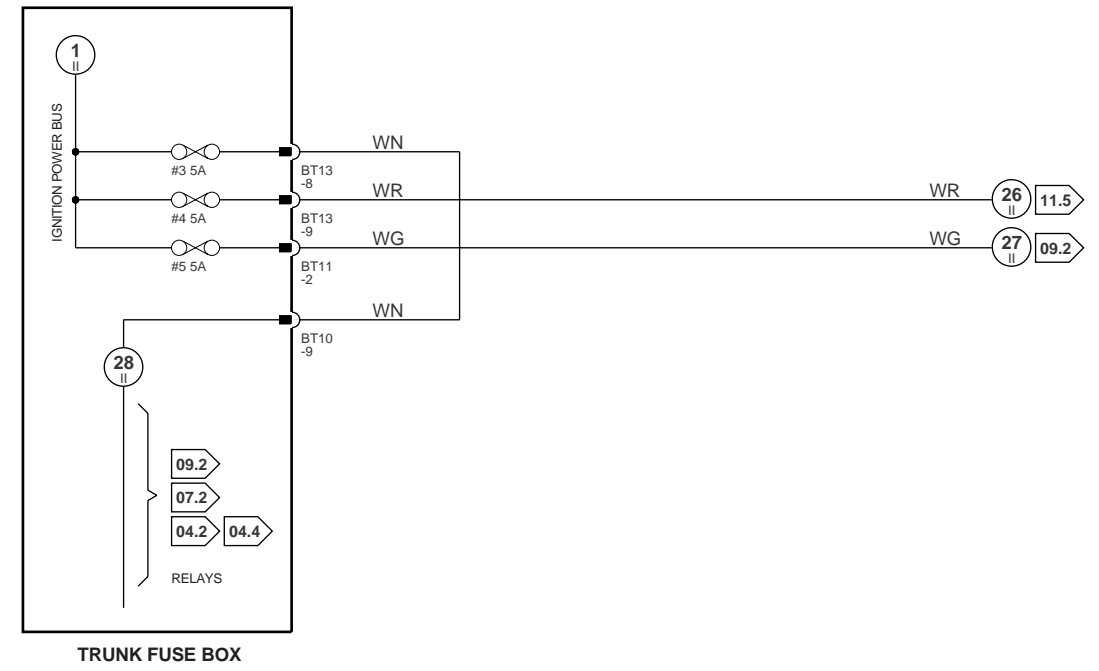 1
II
IGNITION POWER BUS
#3 5A
BT13
-8
WN
#4 5A
BT13
-9
WR
WR
26
II
11.5
#5 5A
BT11
-2
WG
WG
27
II
09.2
WN
BT10
-9
28
II
09.2
07.2
04.2
04.4
RELAYS
TRUNK FUSE BOX